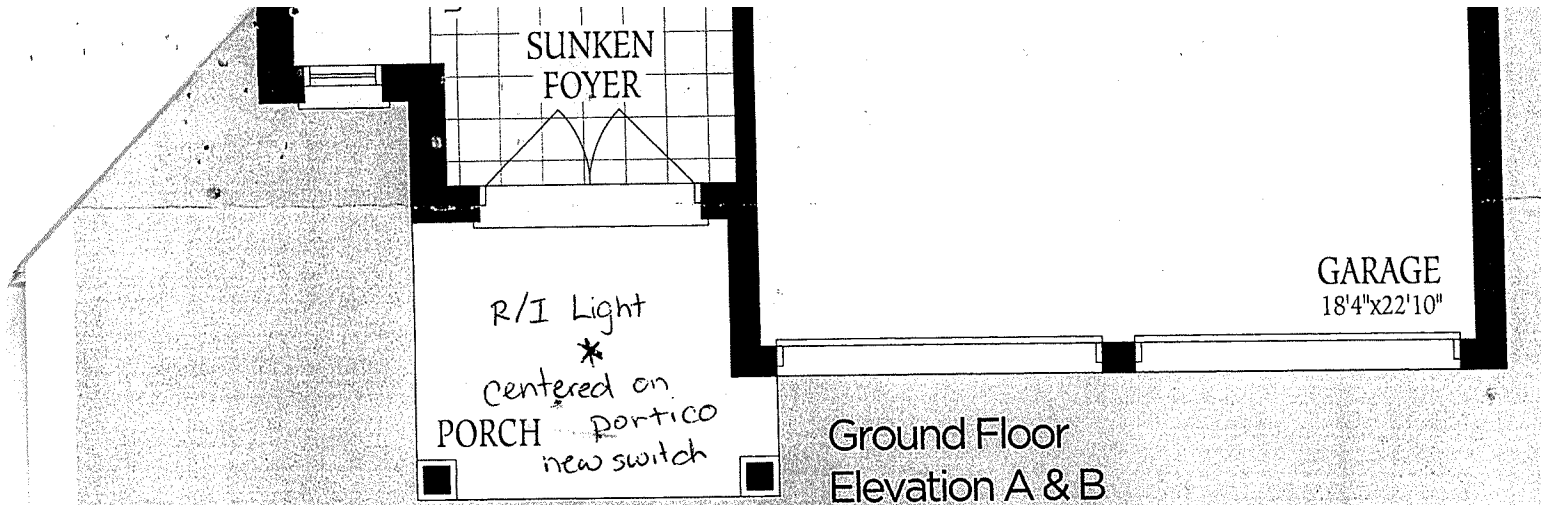 SUNKEN
FOYER
GARAGE
18'4"x22'10"
R/I Light
*
centered on
portico
PORCH
new switch
Ground Floor
Elevation A & B